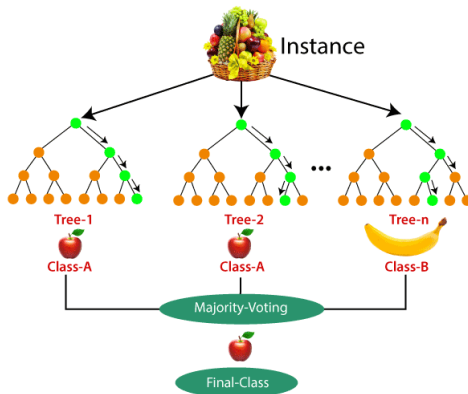 Instance
...
Tree-1
Tree-2
Tree-n
Class-A
Class-A
Class-B
Majority-Voting
Final-Class